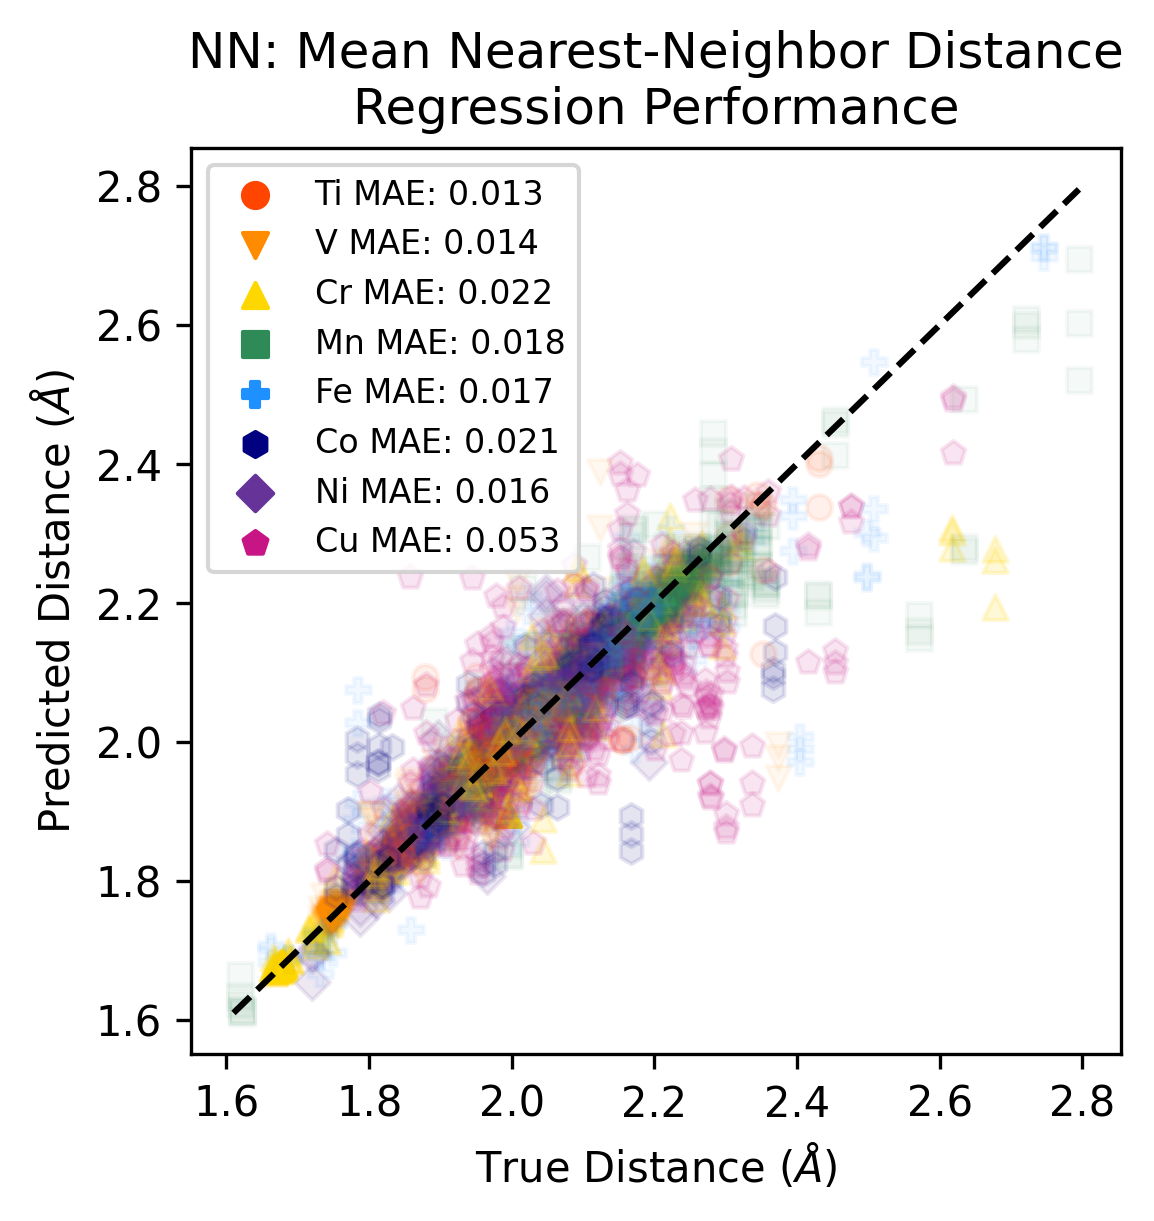 NN: Mean Nearest-Neighbor Distance
Regression Performance
Ti MAE: 0.013
V MAE: 0.014
Cr MAE: 0.022
Mn MAE: 0.018
Fe MAE: 0.017
Co MAE: 0.021
Ni MAE: 0.016
Cu MAE: 0.053
Predicted Distance (Å)
2.8
2.6
2.4
2.2
2.0
1.8
1.6
1.6 1.8 2.0 2.2 2.4 2.6 2.8
True Distance (Å)